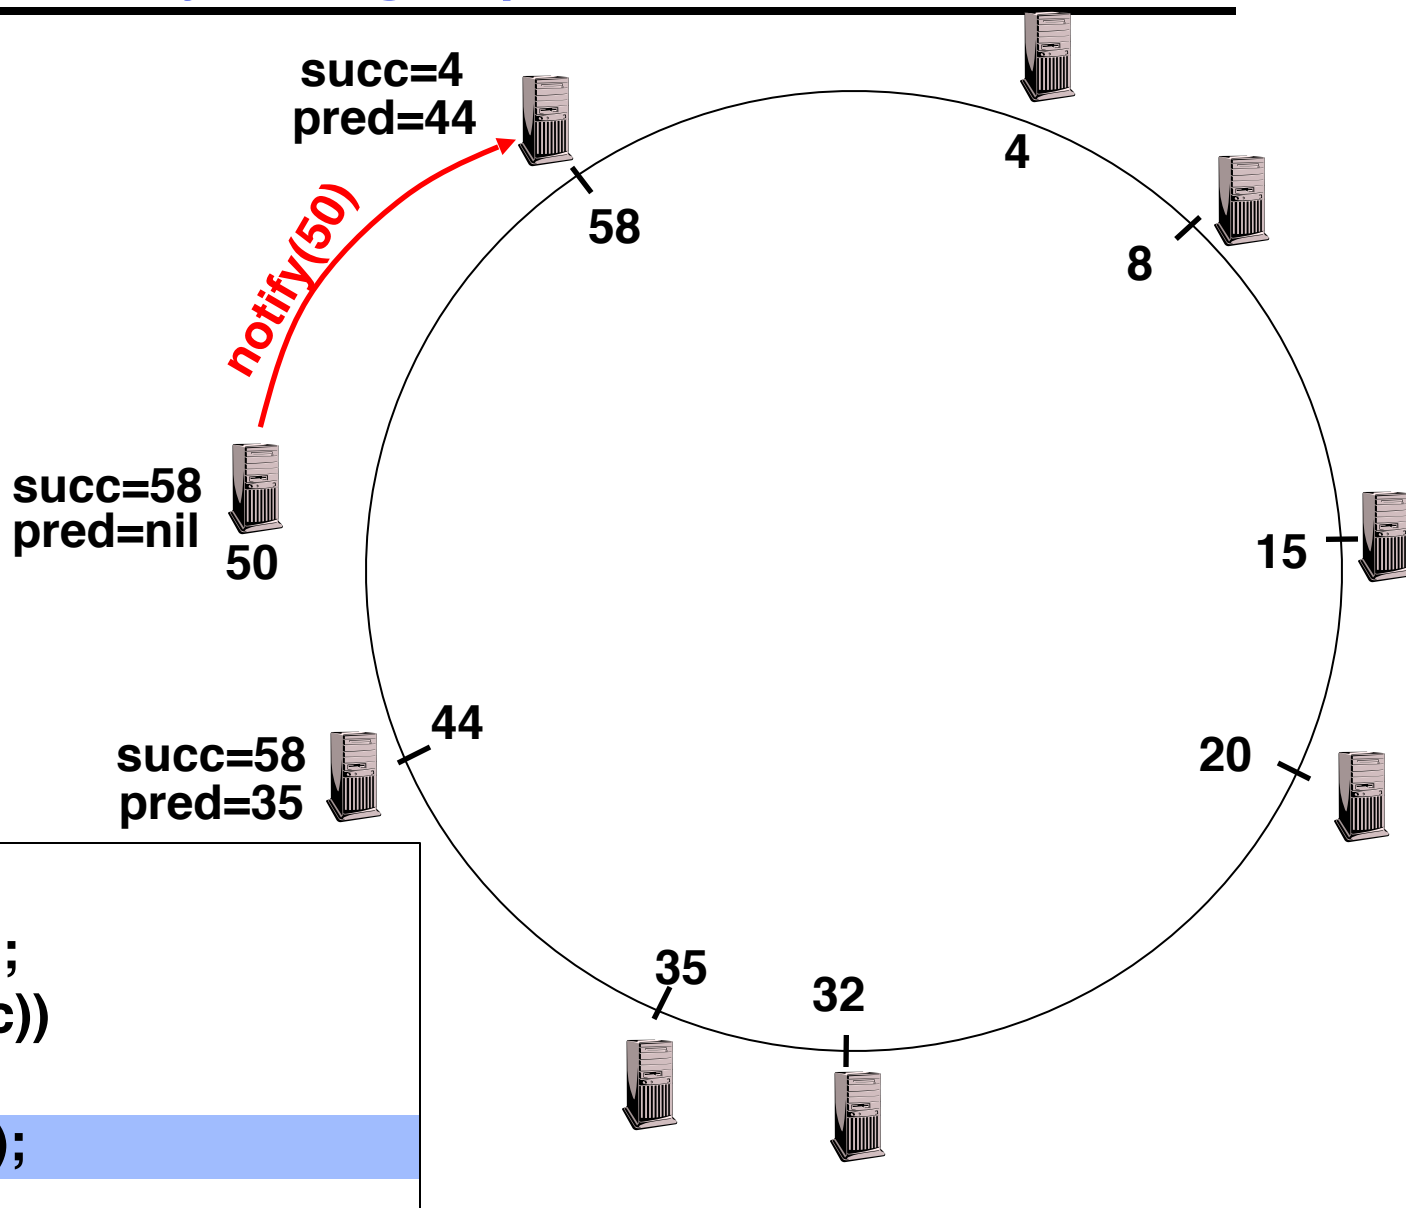 succ=4
pred=44
4
notify(50)
58
8
succ=58
pred=nil
50
15
44
succ=58
pred=35
20
35
32
;
c))
);